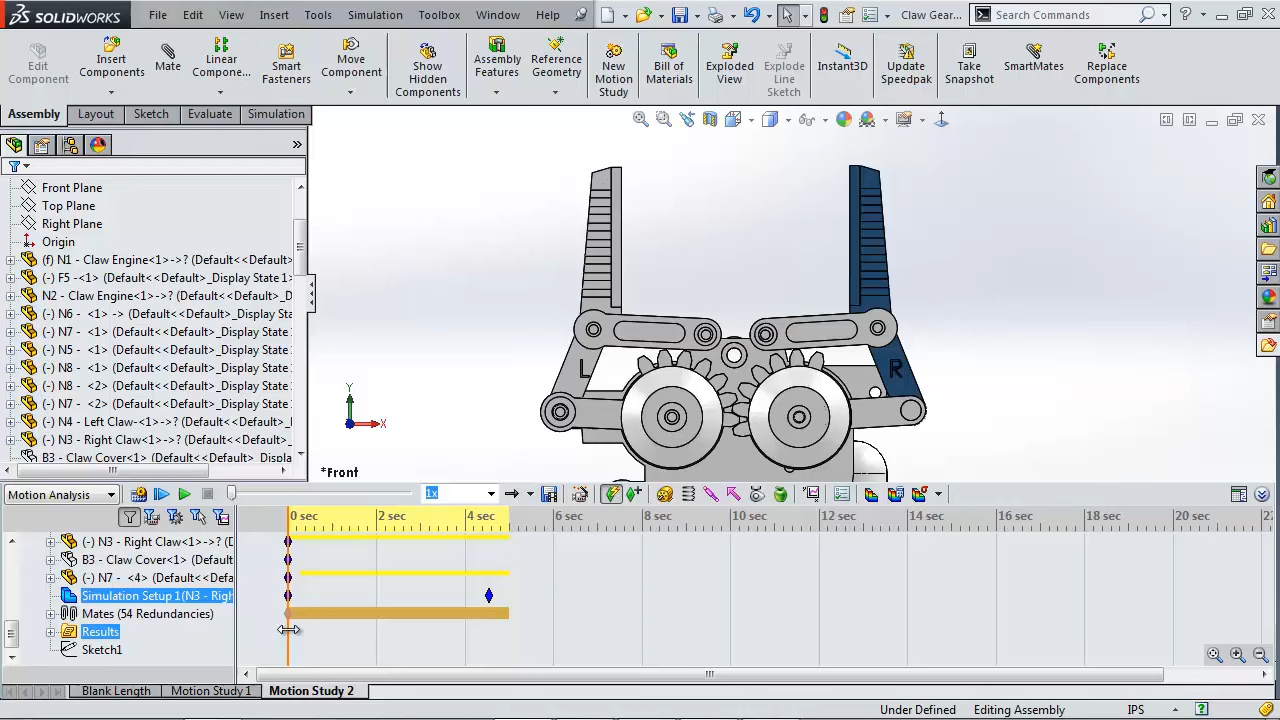 SOLIDWORKS File Edit View Insert Tools Simulation Toolbox Window Help Claw Gear... Search Commands ?
Edit Component
Insert Components
Mate
Linear Compone...
Smart Fasteners
Move Component
Show Hidden Components
Assembly Features
Reference Geometry
New Motion Study
Bill of Materials
Exploded View
Explode Line Sketch
Instant3D
Update Speedpak
Take Snapshot
SmartMates
Replace Components
Assembly Layout Sketch Evaluate Simulation
»
Front Plane
Top Plane
Right Plane
Origin
(f) N1 - Claw Engine<1>->? (Default<<Default>
(-) F5 -<1> (Default<<Default>_Display State 1>
N2 - Claw Engine<1>->? (Default<<Default>_D
(-) N6 - <1> -> (Default<<Default>_Display Sta
(-) N7 - <1> (Default<<Default>_Display State
(-) N5 - <1> (Default<<Default>_Display State
(-) N8 - <1> (Default<<Default>_Display State
(-) N8 - <2> (Default<<Default>_Display State
(-) N7 - <2> (Default<<Default>_Display State
(-) N4 - Left Claw<1>->? (Default<<Default>_D
(-) N3 - Right Claw<1>->? (Default<<Default>_
B3 - Claw Cover<1> (Default<<Default>_Displa
L
R
Y
X
*Front
Motion Analysis
1x
0 sec 2 sec 4 sec 6 sec 8 sec 10 sec 12 sec 14 sec 16 sec 18 sec 20 sec 22
(-) N3 - Right Claw<1>->? (D
B3 - Claw Cover<1> (Default
(-) N7 - <4> (Default<<Defa
Simulation Setup 1(N3 - Righ
Mates (54 Redundancies)
Results
Sketch1
Blank Length Motion Study 1 Motion Study 2
Under Defined Editing Assembly IPS ?